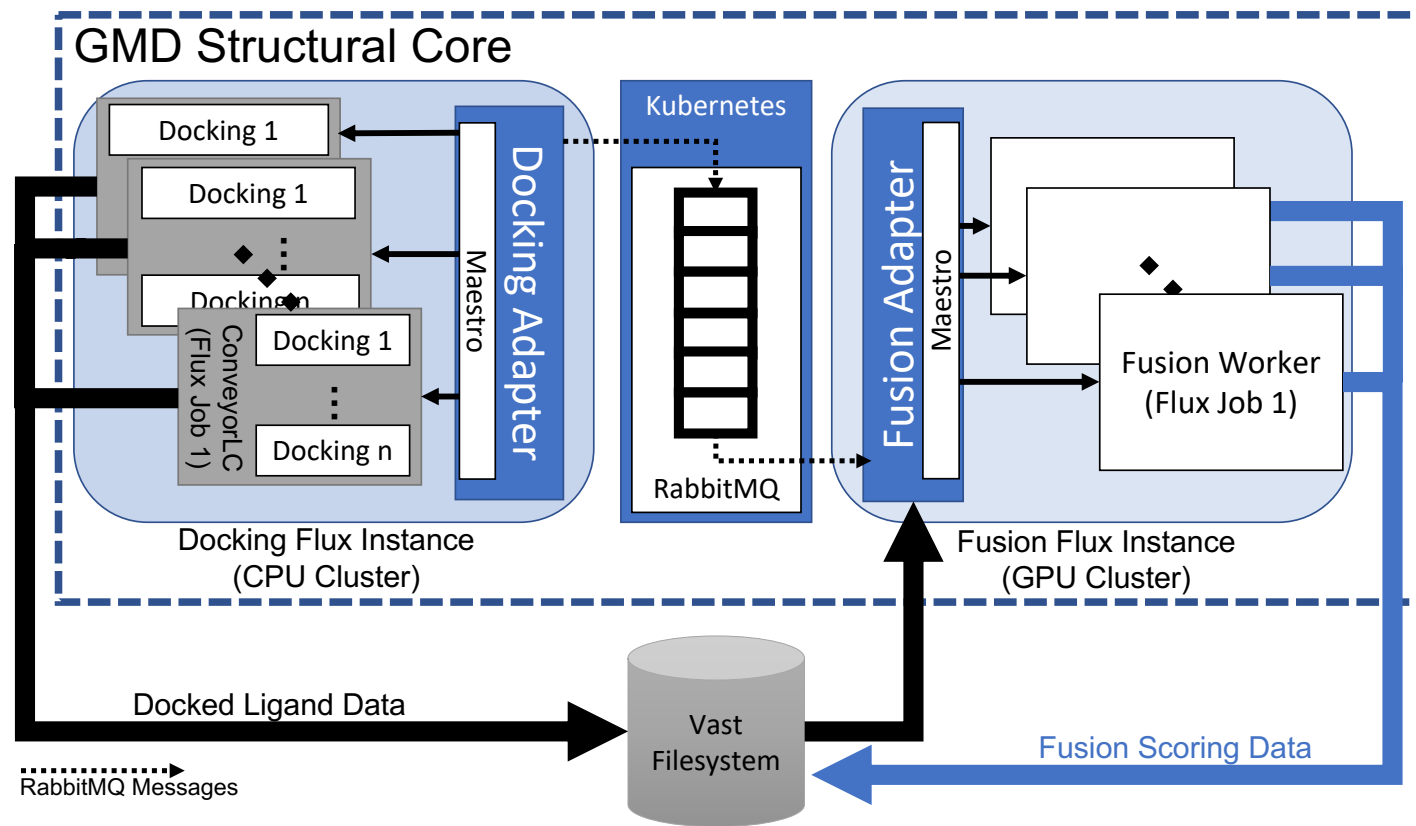 GMD Structural Core
Docking 1
Docking 1
Docking n
ConveyorLC
(Flux Job 1)
Docking 1
Docking n
Maestro
Docking Adapter
Docking Flux Instance
(CPU Cluster)
Kubernetes
RabbitMQ
Fusion Adapter
Maestro
Fusion Worker
(Flux Job 1)
Fusion Flux Instance
(GPU Cluster)
Docked Ligand Data
Vast
Filesystem
Fusion Scoring Data
RabbitMQ Messages